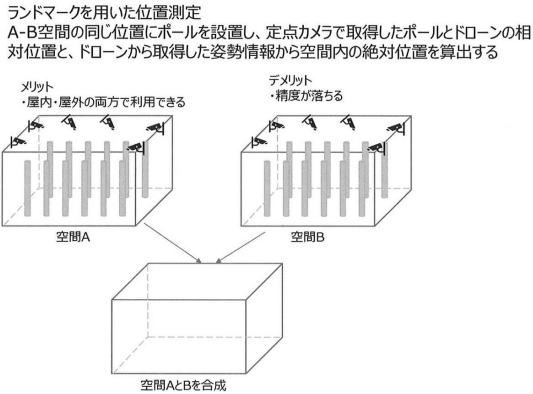 ランドマークを用いた位置測定
A-B空間の同じ位置にポールを設置し、定点カメラで取得したポールとドローンの相
対位置と、ドローンから取得した姿勢情報から空間内の絶対位置を算出する
メリット
・屋内・屋外の両方で利用できる
デメリット
・精度が落ちる
空間A
空間B
空間AとBを合成